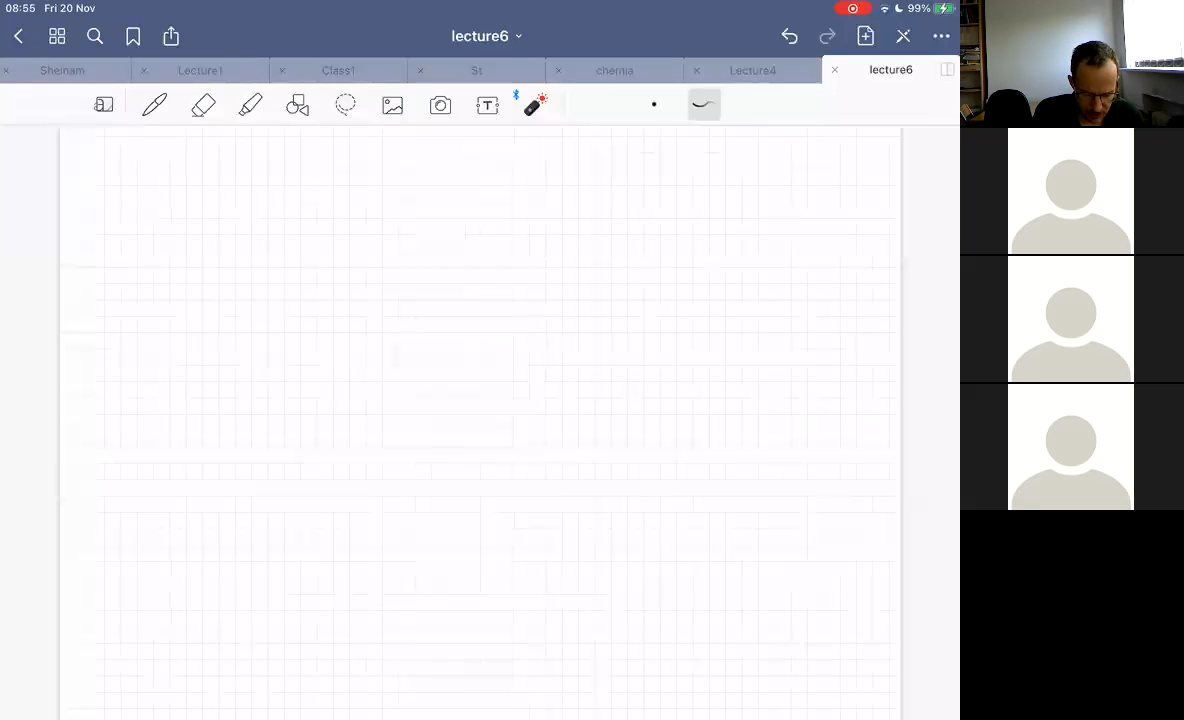 08:55 Fri 20 Nov
99%
lecture6
Sheinam
Lecture1
Class1
St
chemia
Lecture4
lecture6
T